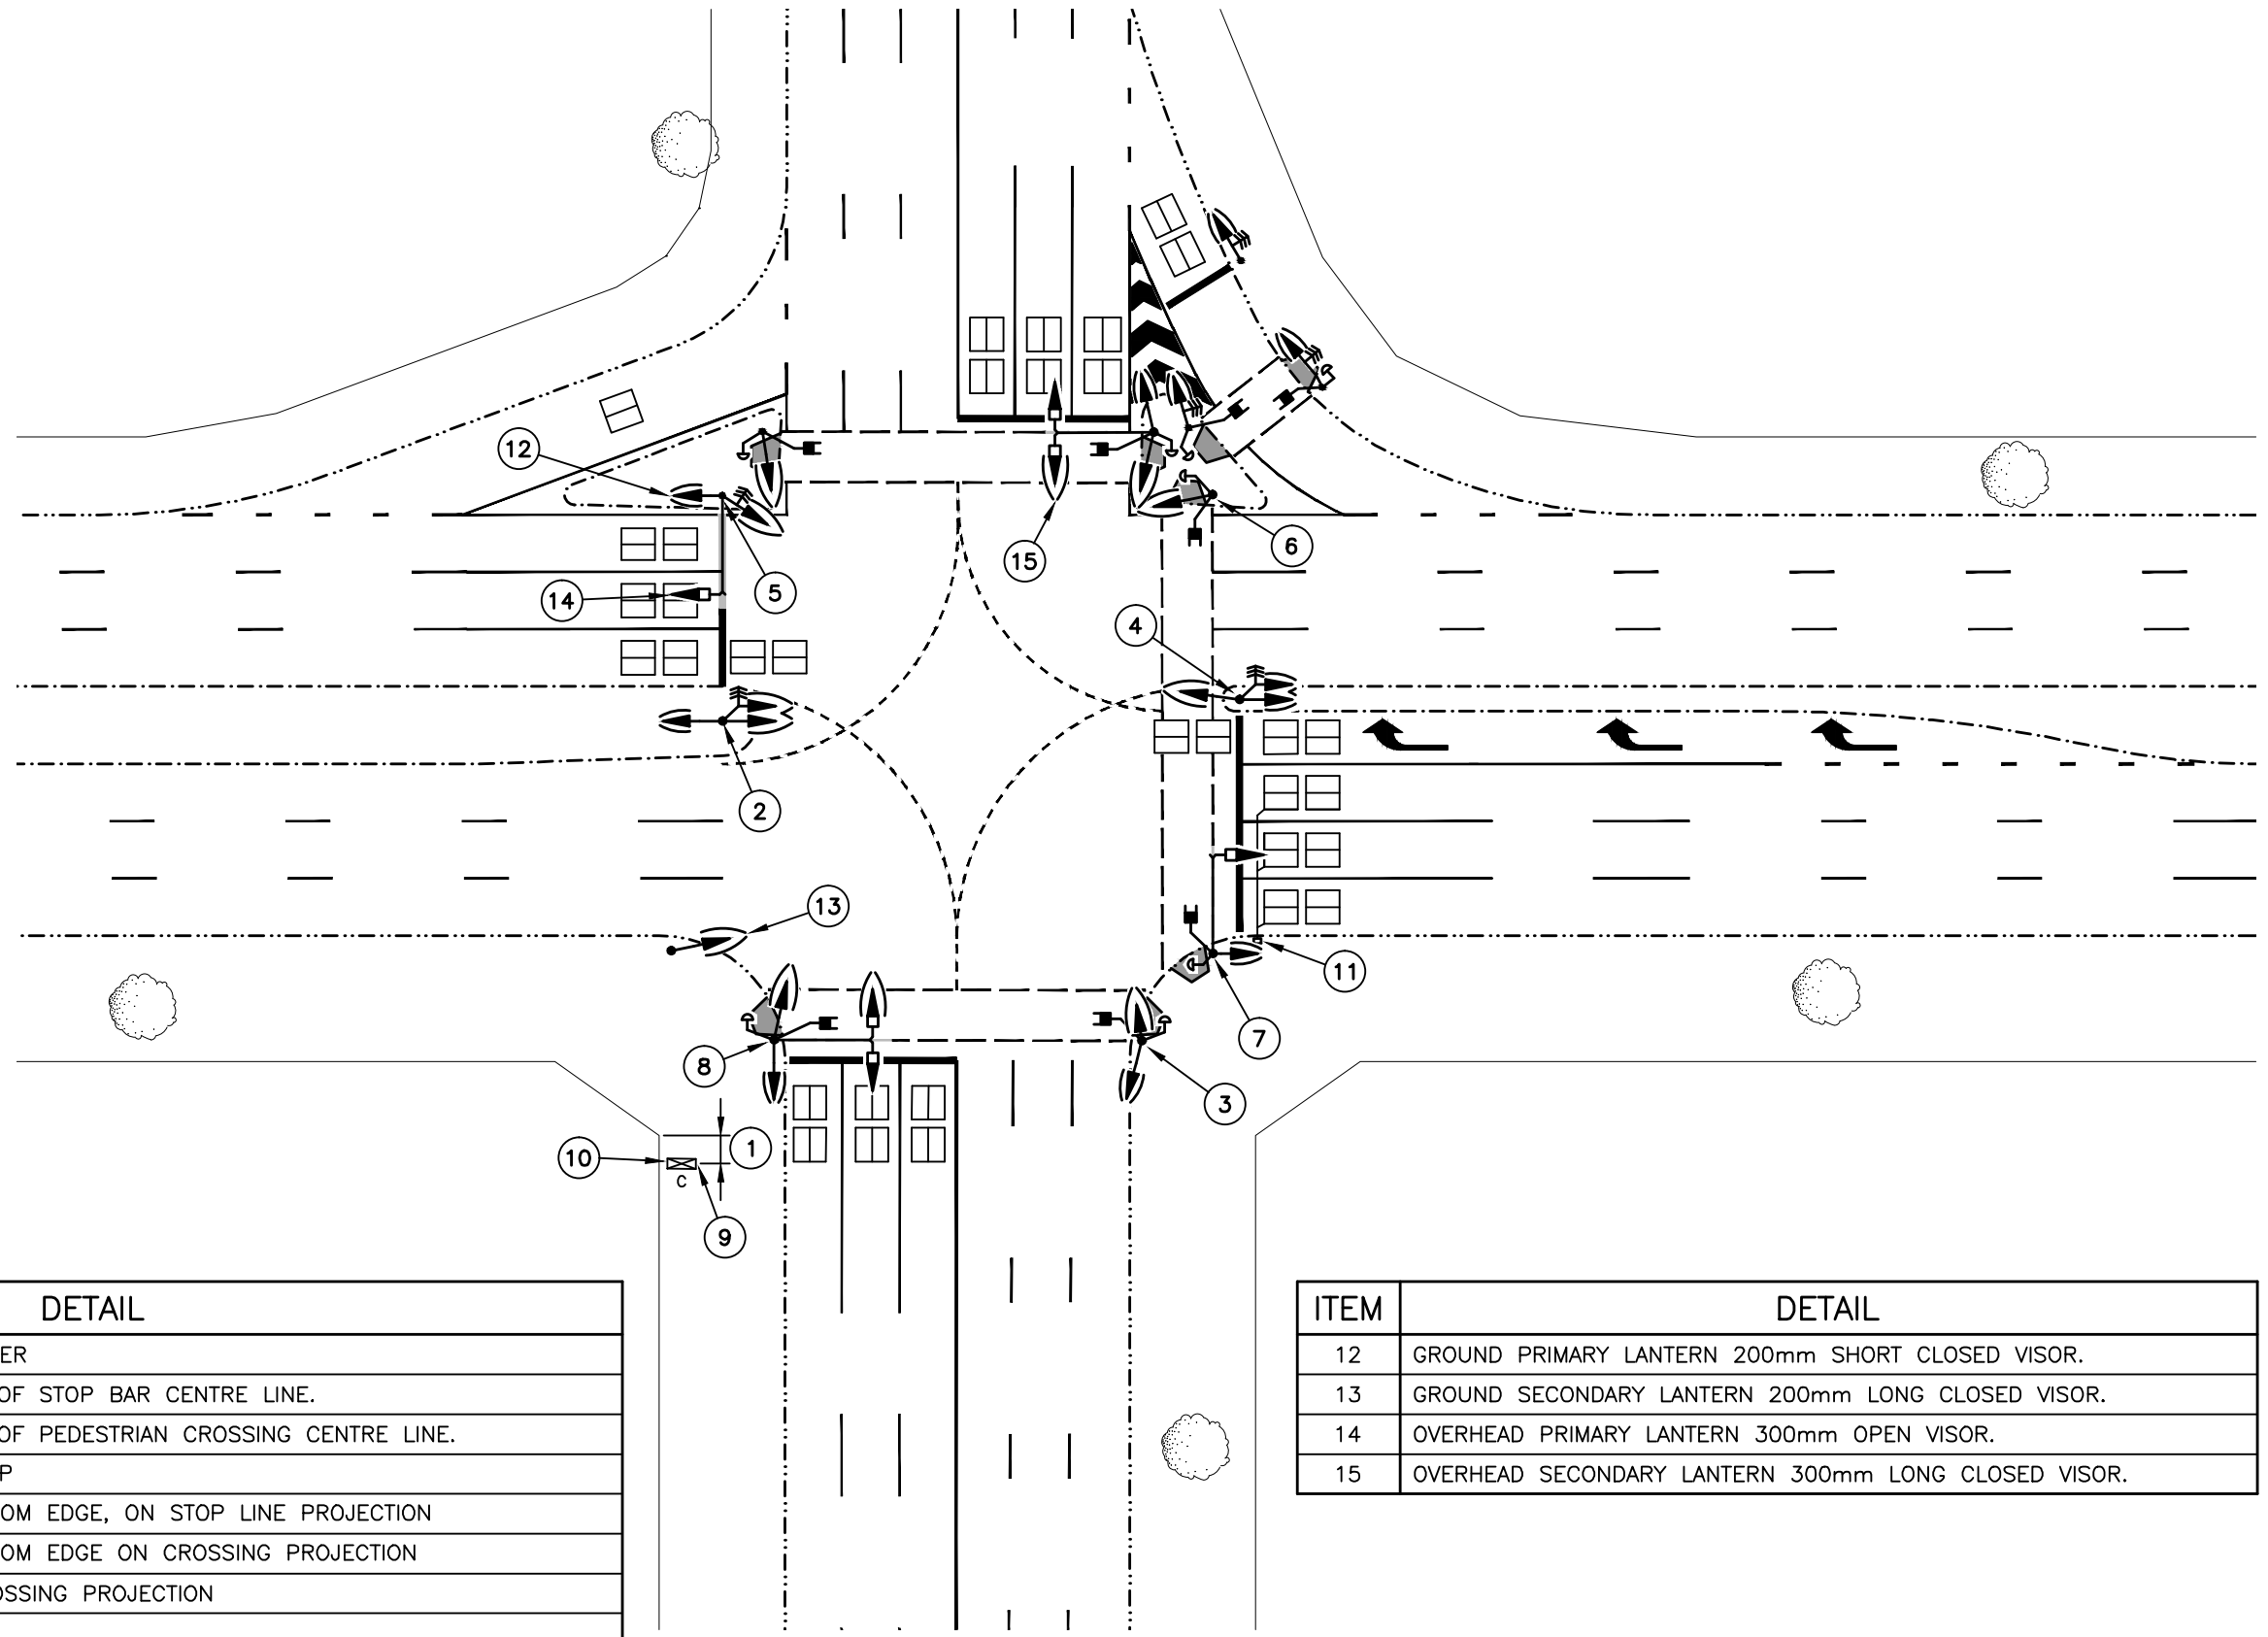 12
15
6
5
14
4
2
13
11
7
8
3
10
1
C
9
DETAIL
ER
OF STOP BAR CENTRE LINE.
OF PEDESTRIAN CROSSING CENTRE LINE.
P
OM EDGE, ON STOP LINE PROJECTION
OM EDGE ON CROSSING PROJECTION
OSSING PROJECTION
ITEM DETAIL
12 GROUND PRIMARY LANTERN 200mm SHORT CLOSED VISOR.
13 GROUND SECONDARY LANTERN 200mm LONG CLOSED VISOR.
14 OVERHEAD PRIMARY LANTERN 300mm OPEN VISOR.
15 OVERHEAD SECONDARY LANTERN 300mm LONG CLOSED VISOR.